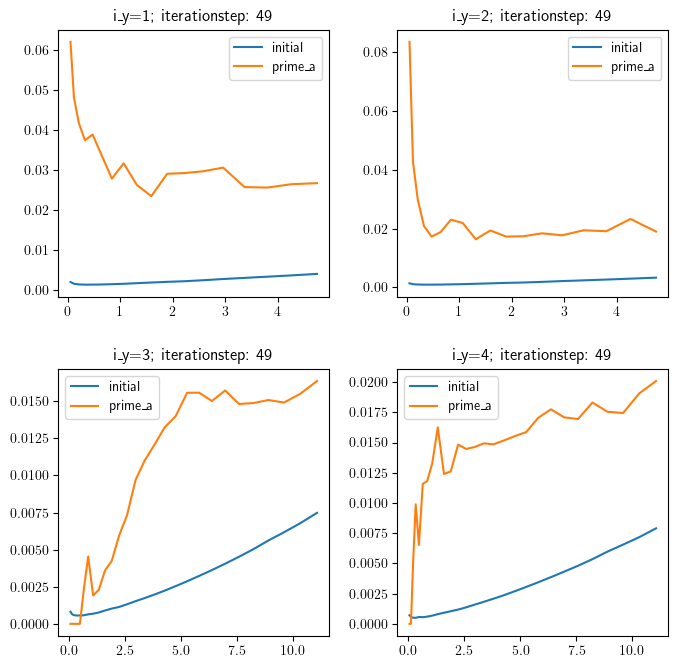 i_y=1; iterationstep: 49
initial
prime_a
0.06
0.05
0.04
0.03
0.02
0.01
0.00
0 1 2 3 4
i_y=2; iterationstep: 49
initial
prime_a
0.08
0.06
0.04
0.02
0.00
0 1 2 3 4
i_y=3; iterationstep: 49
initial
prime_a
0.0150
0.0125
0.0100
0.0075
0.0050
0.0025
0.0000
0.0 2.5 5.0 7.5 10.0
i_y=4; iterationstep: 49
initial
prime_a
0.0200
0.0175
0.0150
0.0125
0.0100
0.0075
0.0050
0.0025
0.0000
0.0 2.5 5.0 7.5 10.0